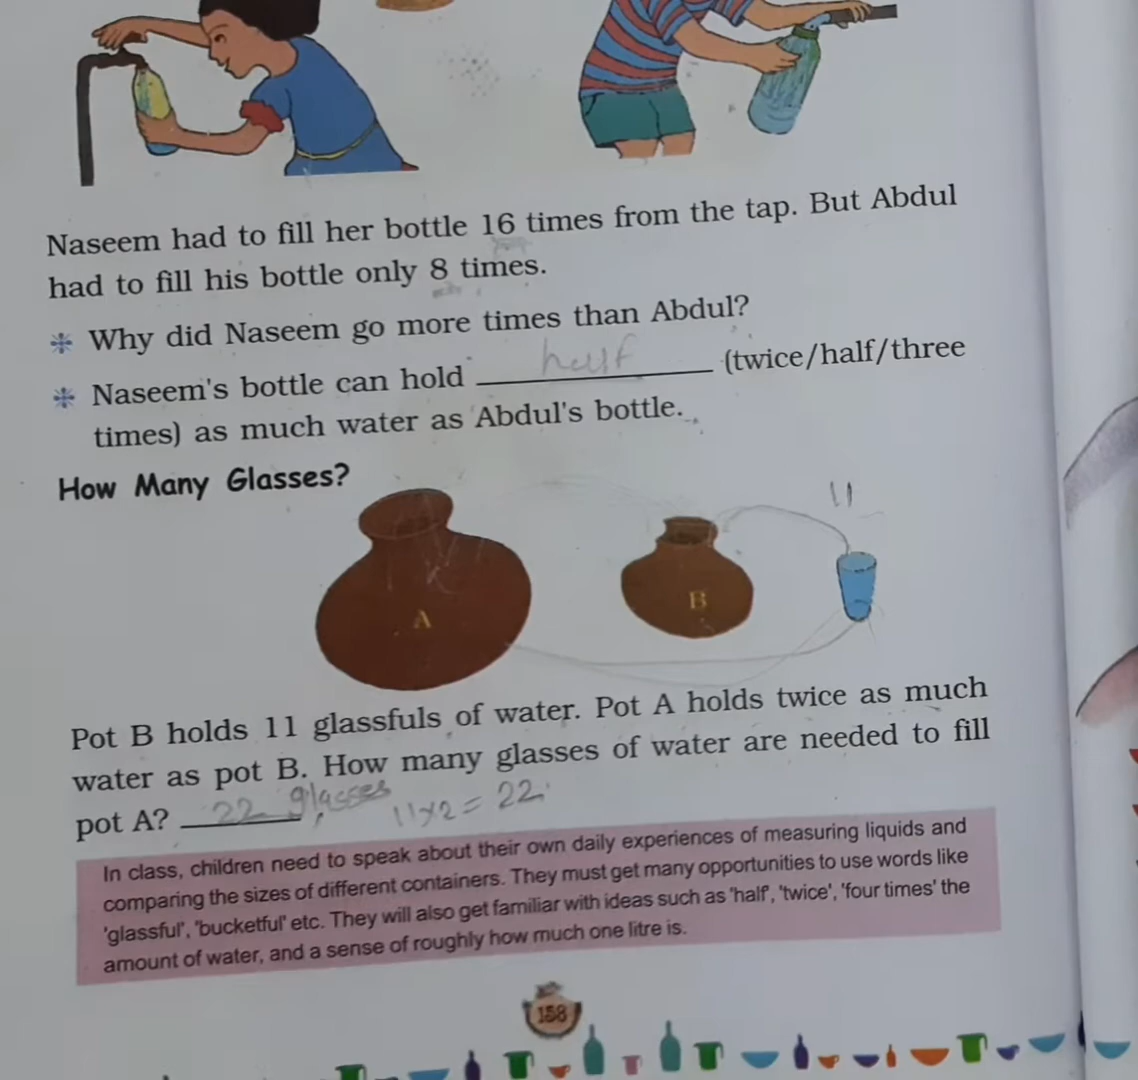 Naseem had to fill her bottle 16 times from the tap. But Abdul
had to fill his bottle only 8 times.
Why did Naseem go more times than Abdul?
Naseem's bottle can hold half (twice/half/three
times) as much water as Abdul's bottle.
How Many Glasses?
11
A
B
Pot B holds 11 glassfuls of water. Pot A holds twice as much
water as pot B. How many glasses of water are needed to fill
pot A? 22 glasses 11×2 = 22
In class, children need to speak about their own daily experiences of measuring liquids and
comparing the sizes of different containers. They must get many opportunities to use words like
'glassful', 'bucketful' etc. They will also get familiar with ideas such as 'half', 'twice', 'four times' the
amount of water, and a sense of roughly how much one litre is.
158